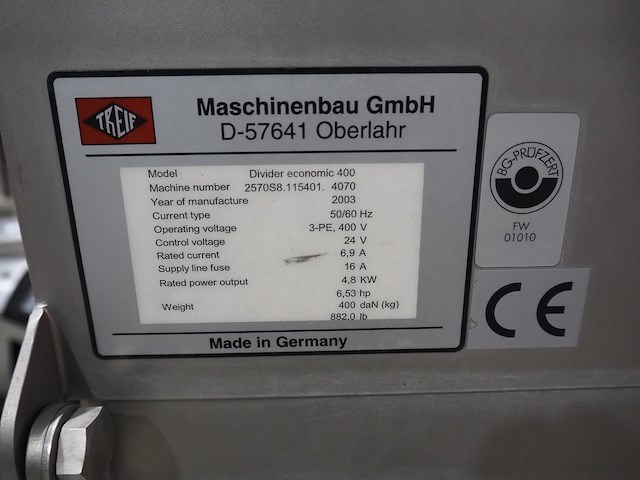 TREIF
Maschinenbau GmbH
D-57641 Oberlahr
Model Divider economic 400
Machine number 2570S8.115401. 4070
Year of manufacture 2003
Current type 50/60 Hz
Operating voltage 3-PE, 400 V
Control voltage 24 V
Rated current 6,9 A
Supply line fuse 16 A
Rated power output 4,8 KW
6,53 hp
Weight 400 daN (kg)
882.0 lb
Made in Germany
BG-PRÜFZERT
FW
01010
CE